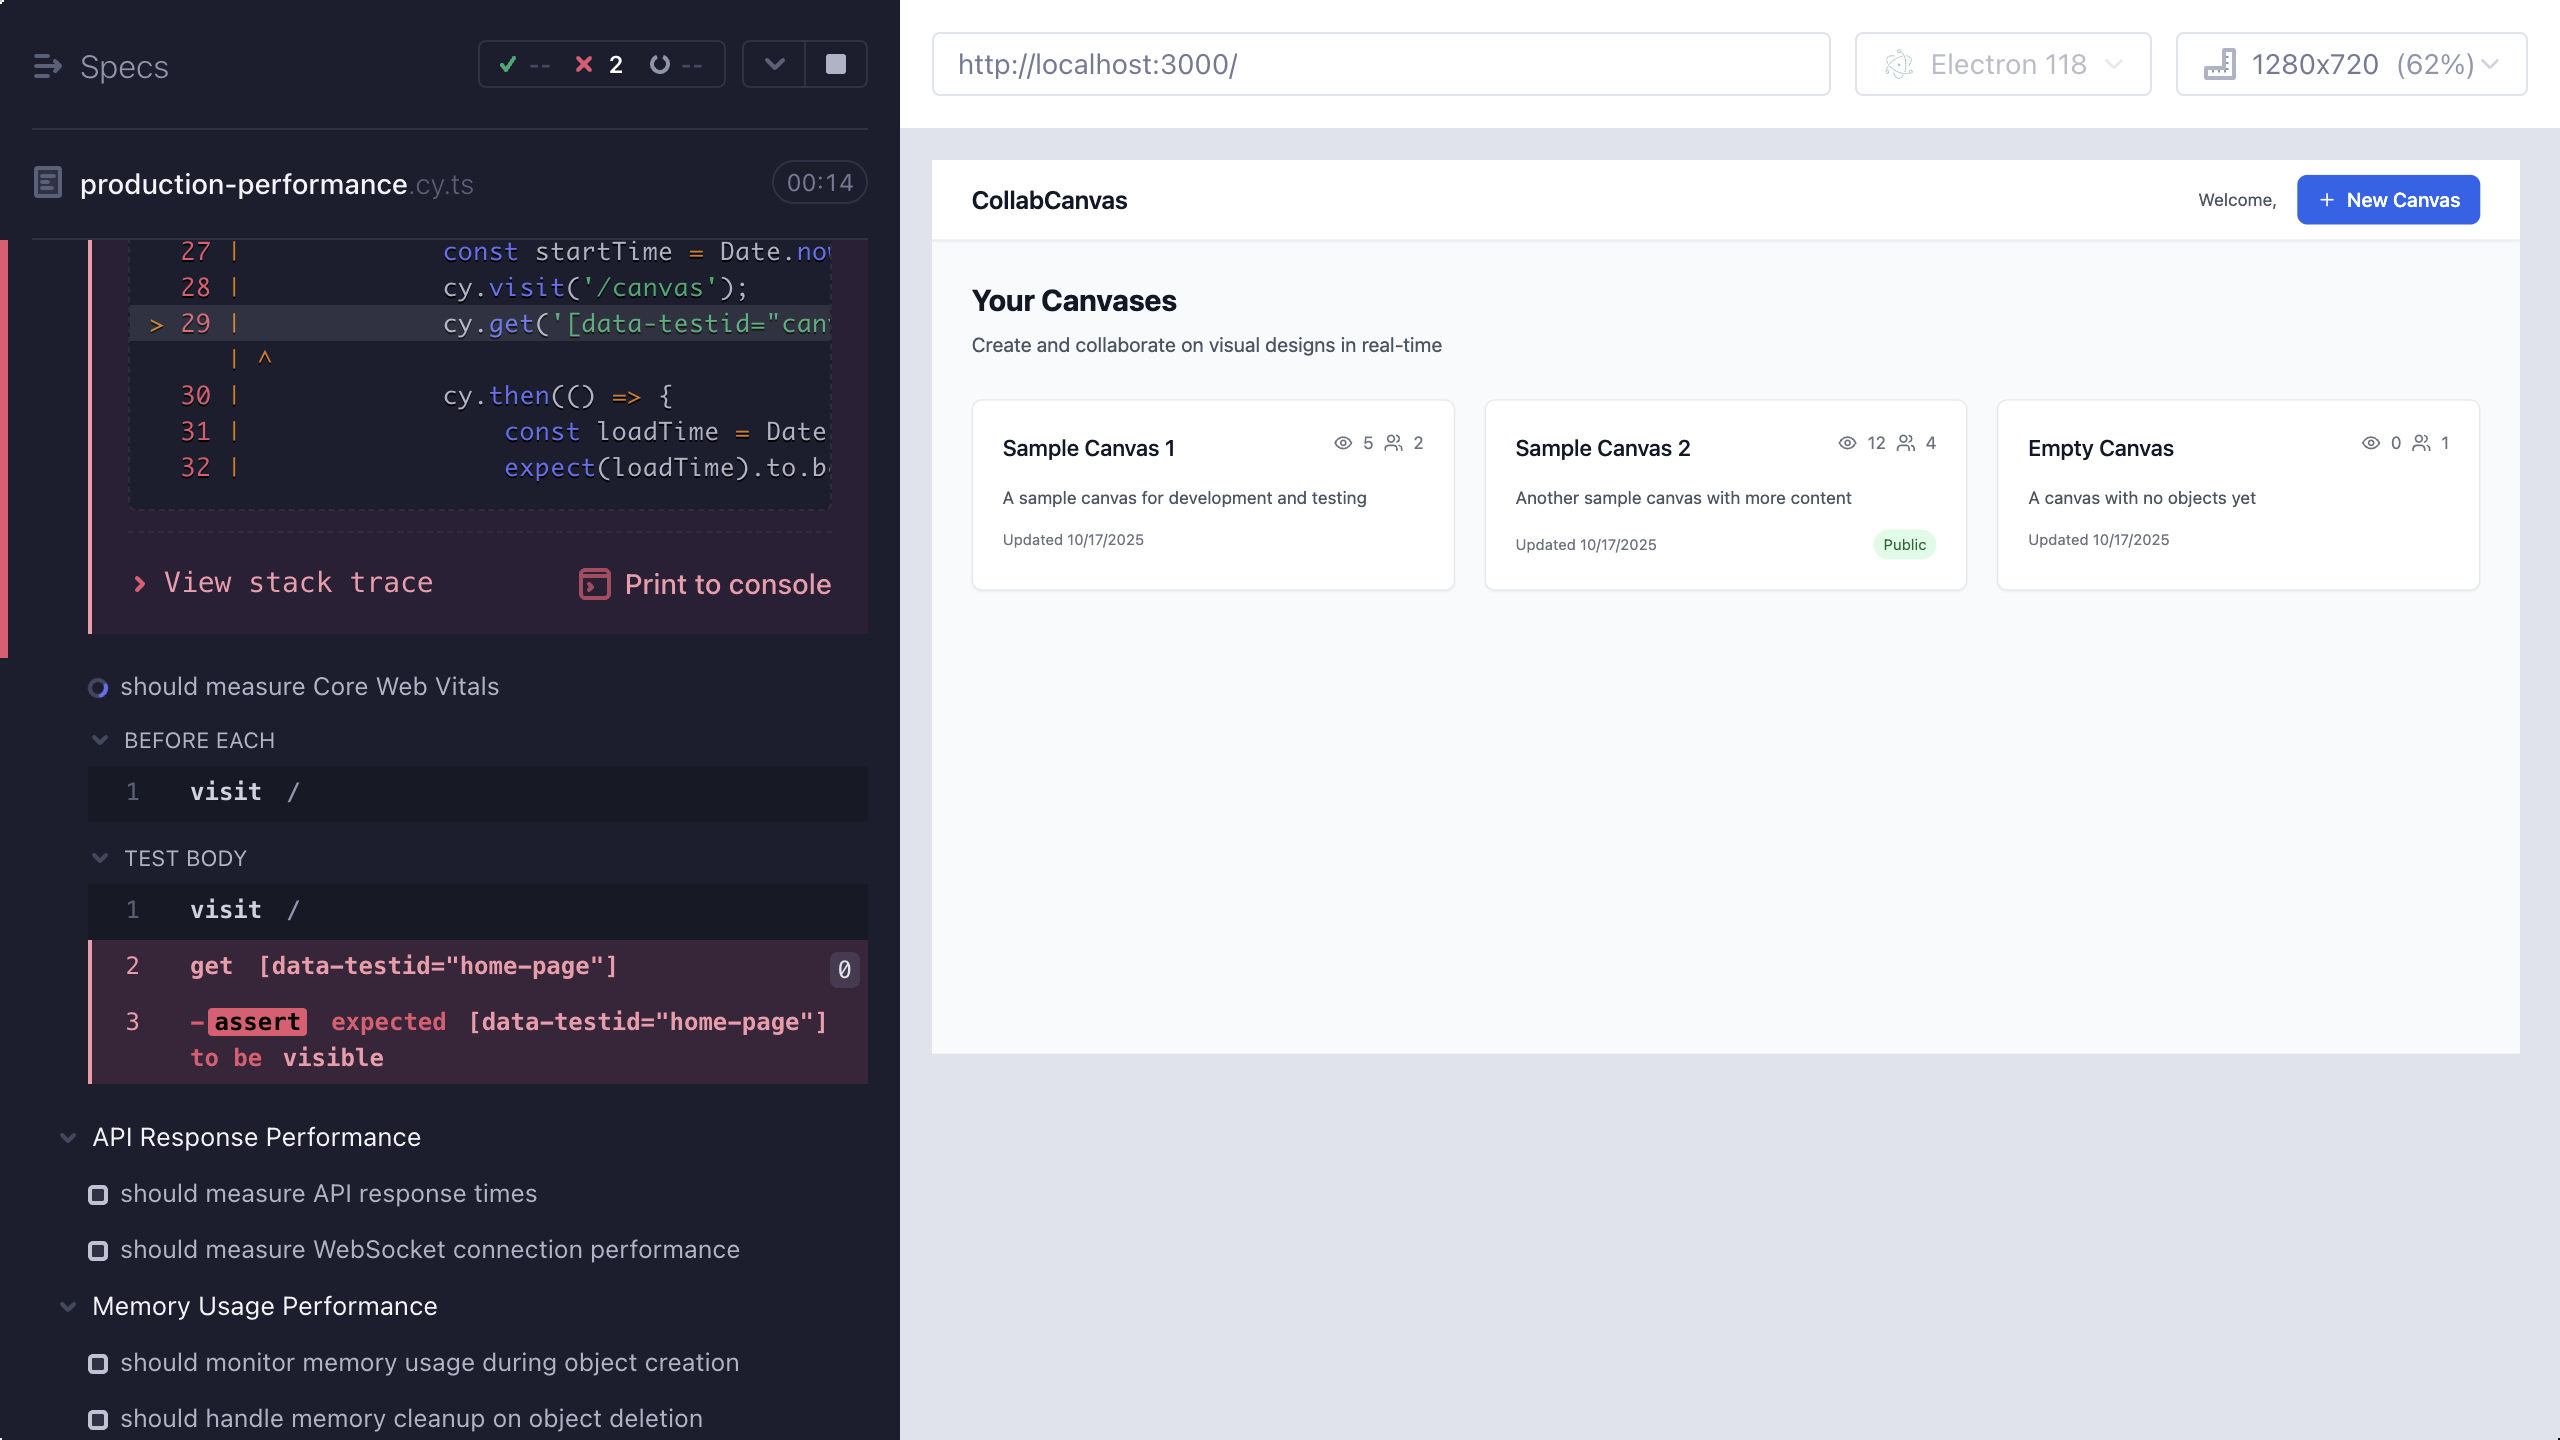 Specs
-- 2 --
production-performance.cy.ts
00:14
27 | const startTime = Date.now
28 | cy.visit('/canvas');
> 29 | cy.get('[data-testid="can
| ^
30 | cy.then(() => {
31 | const loadTime = Date
32 | expect(loadTime).to.b
View stack trace
Print to console
should measure Core Web Vitals
BEFORE EACH
1 visit /
TEST BODY
1 visit /
2 get [data-testid="home-page"] 0
3 -assert expected [data-testid="home-page"]
to be visible
API Response Performance
should measure API response times
should measure WebSocket connection performance
Memory Usage Performance
should monitor memory usage during object creation
should handle memory cleanup on object deletion
http://localhost:3000/
Electron 118
1280x720 (62%)
CollabCanvas
Welcome,
+ New Canvas
Your Canvases
Create and collaborate on visual designs in real-time
Sample Canvas 1
5 2
A sample canvas for development and testing
Updated 10/17/2025
Sample Canvas 2
12 4
Another sample canvas with more content
Updated 10/17/2025
Public
Empty Canvas
0 1
A canvas with no objects yet
Updated 10/17/2025